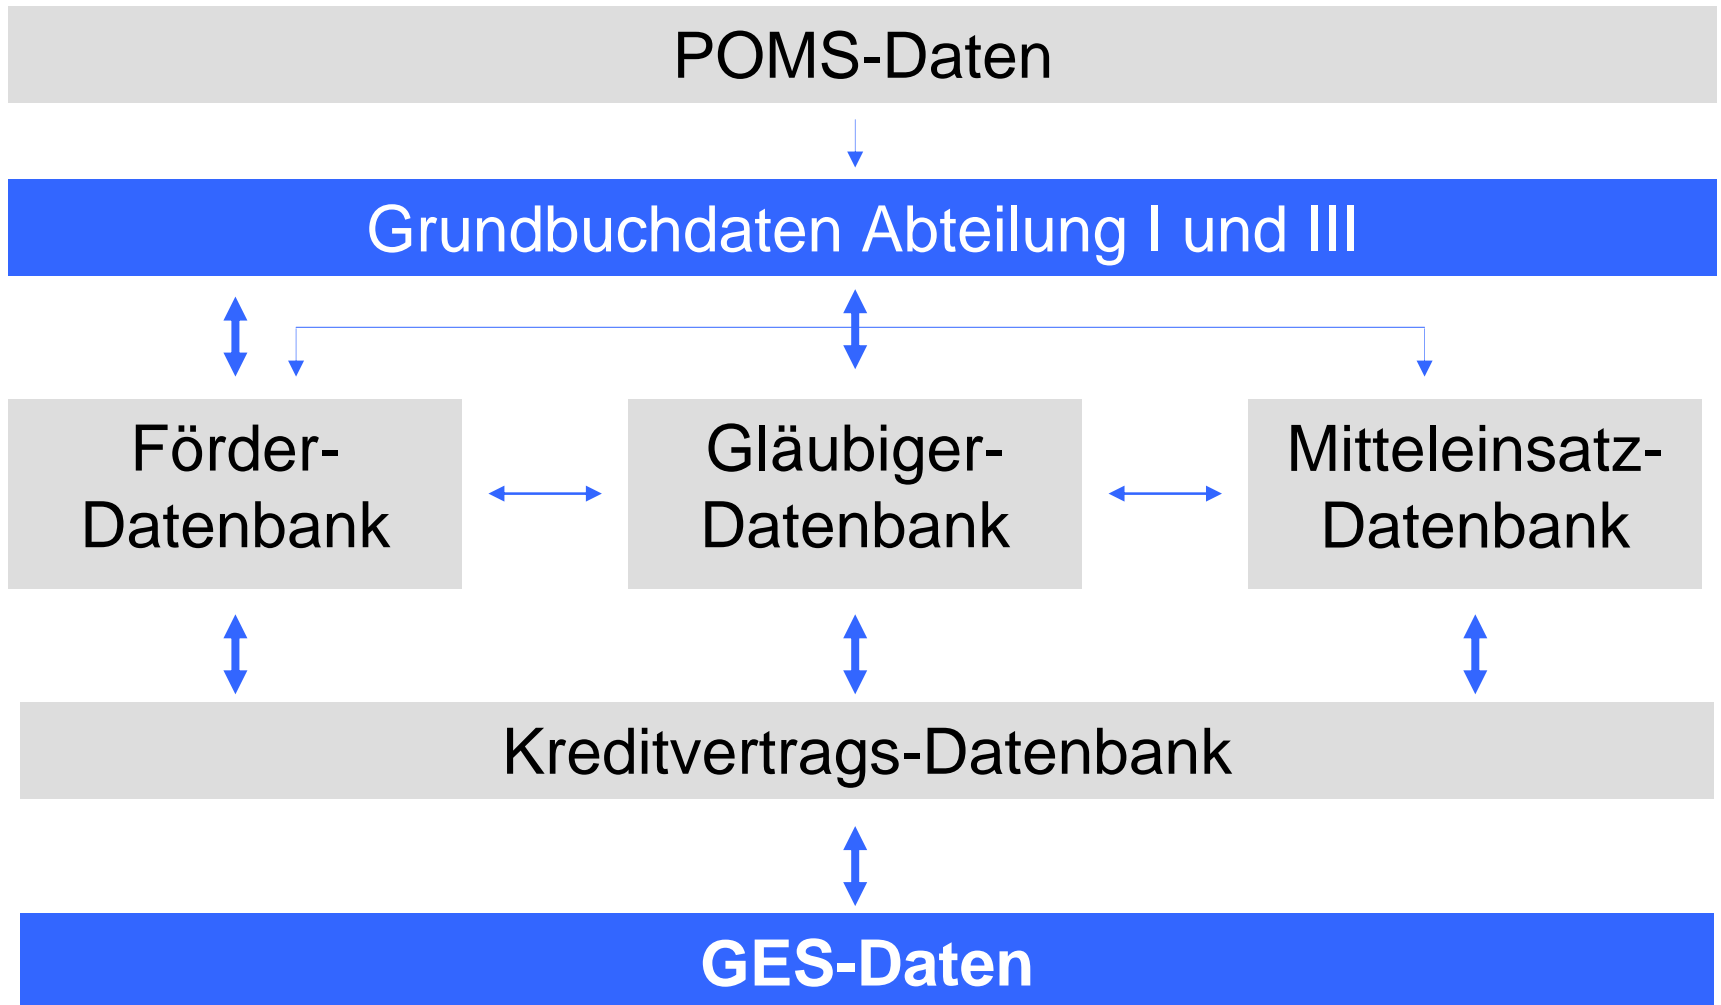 POMS-Daten
Grundbuchdaten Abteilung I und III
Förder-
Datenbank
Gläubiger-
Datenbank
Mitteleinsatz-
Datenbank
Kreditvertrags-Datenbank
GES-Daten